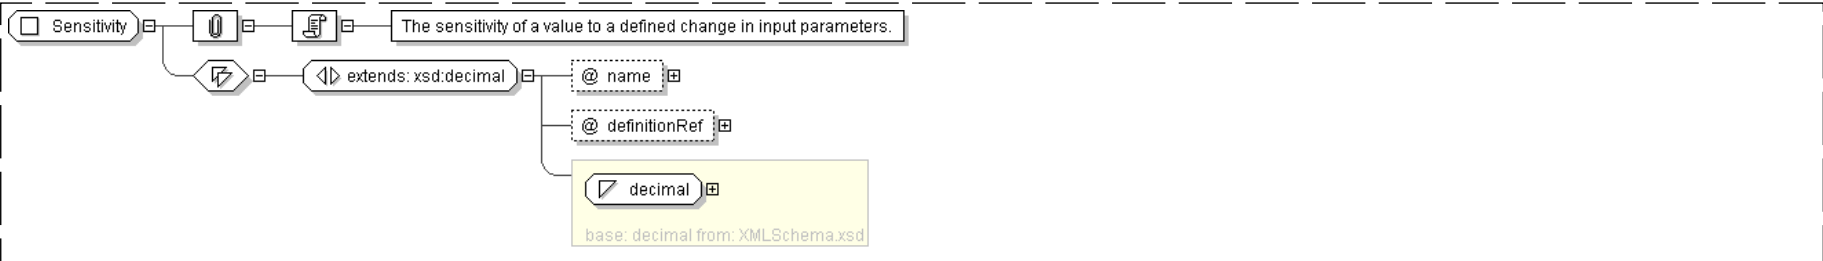 Sensitivity
The sensitivity of a value to a defined change in input parameters.
extends: xsd:decimal
@ name
@ definitionRef
decimal
base: decimal from: XMLSchema.xsd